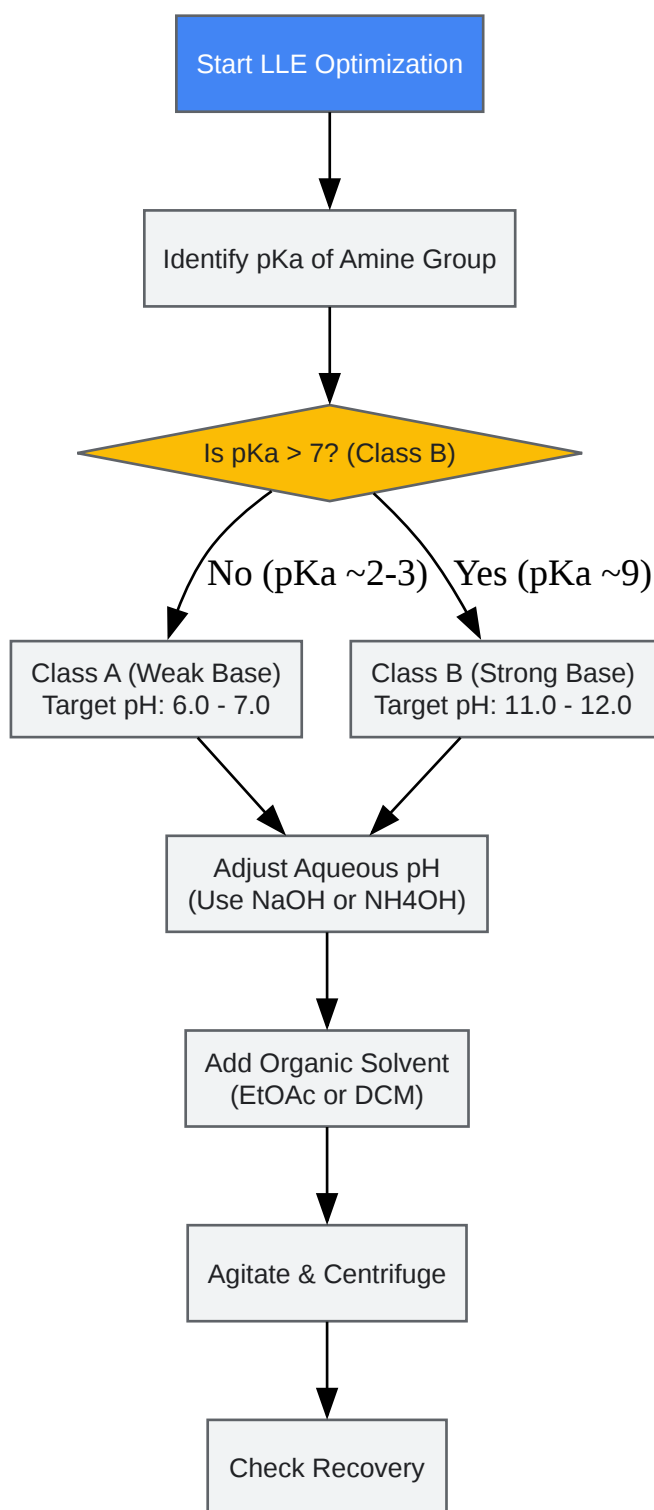 Start LLE Optimization
Identify pKa of Amine Group
Is pKa > 7? (Class B)
No (pKa ~2-3)
Yes (pKa ~9)
Class A (Weak Base)
Target pH: 6.0 - 7.0
Class B (Strong Base)
Target pH: 11.0 - 12.0
Adjust Aqueous pH
(Use NaOH or NH4OH)
Add Organic Solvent
(EtOAc or DCM)
Agitate & Centrifuge
Check Recovery